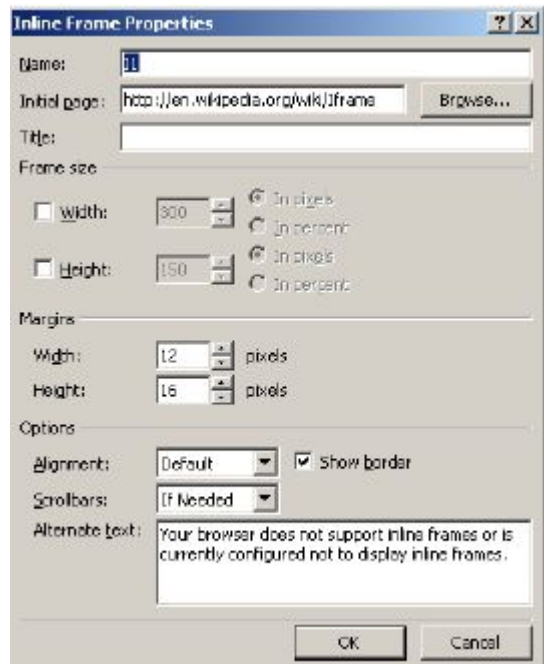 Inline Frame Properties
Name: I1
Initial page: http://en.wikipedia.org/wiki/Iframe Browse...
Title:
Frame size
Width: 300 In pixels
In percent
Height: 150 In pixels
In percent
Margins
Width: 12 pixels
Height: 16 pixels
Options
Alignment: Default Show border
Scrollbars: If Needed
Alternate text: Your browser does not support inline frames or is
currently configured not to display inline frames.
OK Cancel